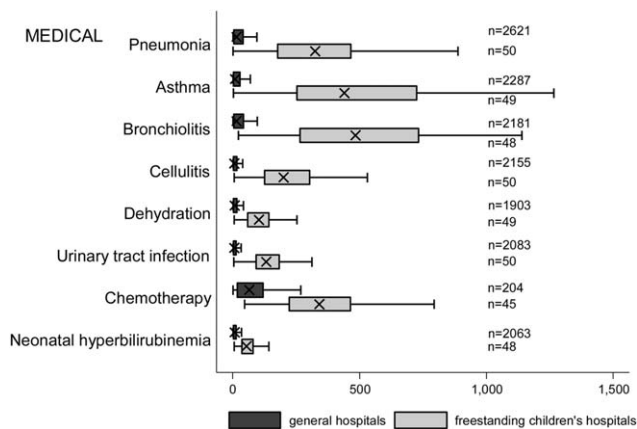 MEDICAL
Pneumonia
n=2621
n=50
Asthma
n=2287
n=49
Bronchiolitis
n=2181
n=48
Cellulitis
n=2155
n=50
Dehydration
n=1903
n=49
Urinary tract infection
n=2083
n=50
Chemotherapy
n=204
n=45
Neonatal hyperbilirubinemia
n=2063
n=48
0 500 1,000 1,500
general hospitals freestanding children's hospitals